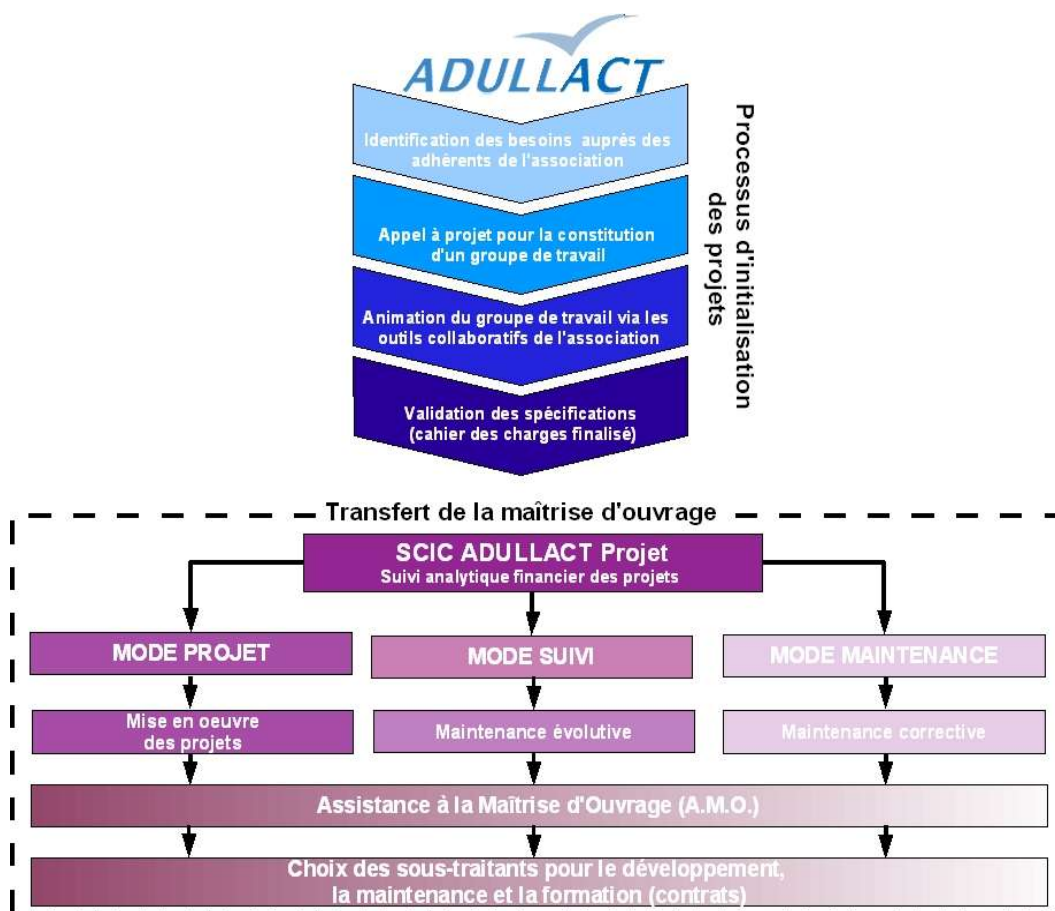 ADULLACT
Identification des besoins auprès des
adhérents de l'association
Appel à projet pour la constitution
d'un groupe de travail
Animation du groupe de travail via les
outils collaboratifs de l'association
Validation des spécifications
(cahier des charges finalisé)
Processus d'initialisation
des projets
Transfert de la maîtrise d'ouvrage
SCIC ADULLACT Projet
Suivi analytique financier des projets
MODE PROJET
MODE SUIVI
MODE MAINTENANCE
Mise en oeuvre
des projets
Maintenance évolutive
Maintenance corrective
Assistance à la Maîtrise d'Ouvrage (A.M.O.)
Choix des sous-traitants pour le développement,
la maintenance et la formation (contrats)